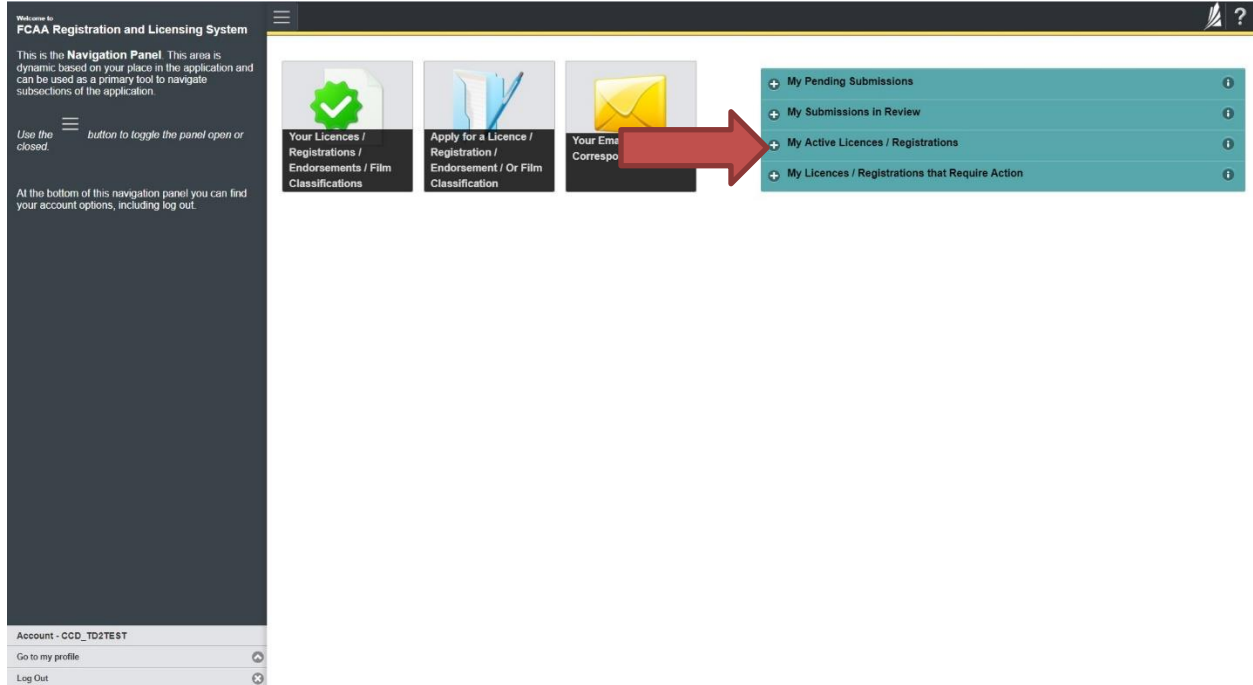 Welcome to
FCAA Registration and Licensing System
This is the Navigation Panel. This area is
dynamic based on your place in the application and
can be used as a primary tool to navigate
subsections of the application.
Use the button to toggle the panel open or
closed.
At the bottom of this navigation panel you can find
your account options, including log out.
Account - CCD_TD2TEST
Go to my profile
Log Out
?
Your Licences /
Registrations /
Endorsements / Film
Classifications
Apply for a Licence /
Registration /
Endorsement / Or Film
Classification
Your
My Pending Submissions
My Submissions in Review
My Active Licences / Registrations
My Licences / Registrations that Require Action